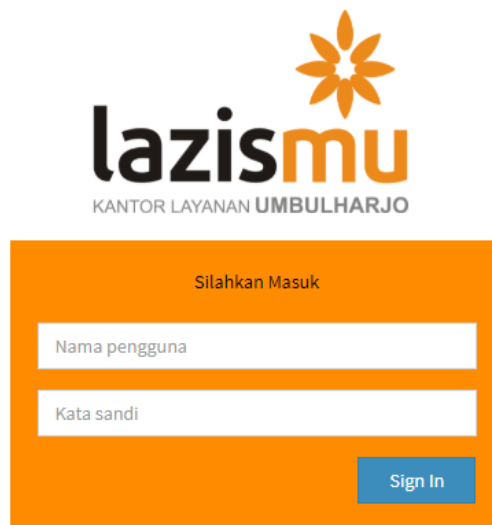 lazismu
KANTOR LAYANAN UMBULHARJO
Silahkan Masuk
Nama pengguna
Kata sandi
Sign In